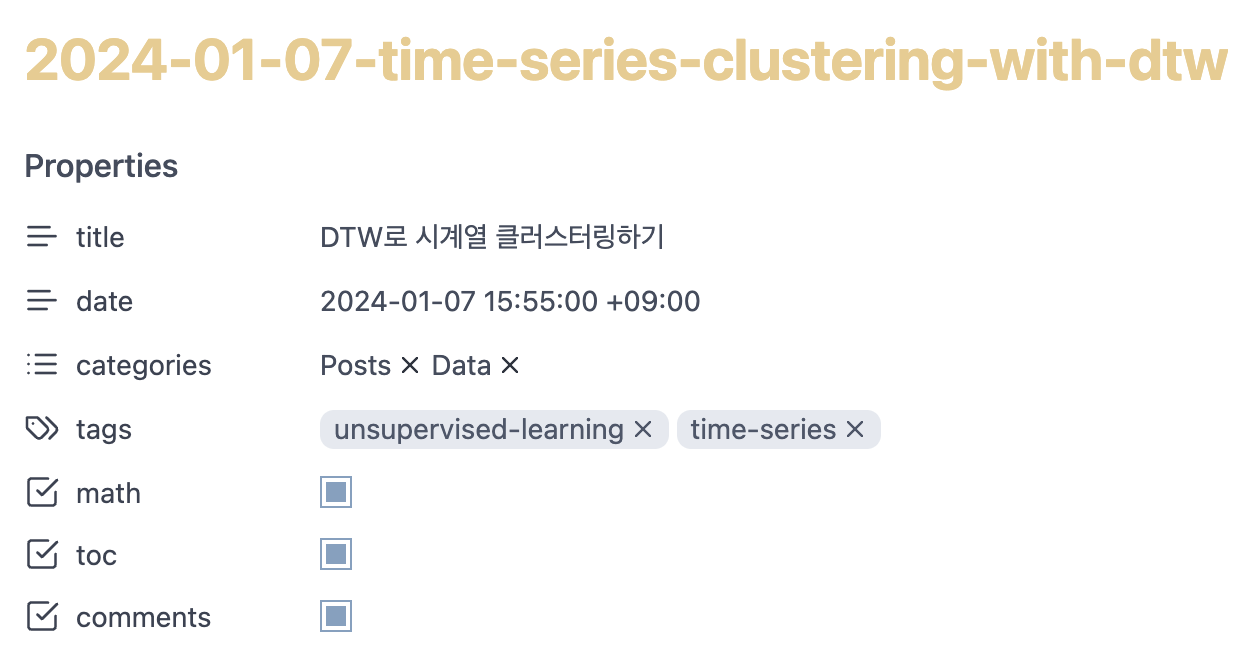 2024-01-07-time-series-clustering-with-dtw
Properties
title DTW로 시계열 클러스터링하기
date 2024-01-07 15:55:00 +09:00
categories Posts × Data ×
tags unsupervised-learning × time-series ×
math
toc
comments